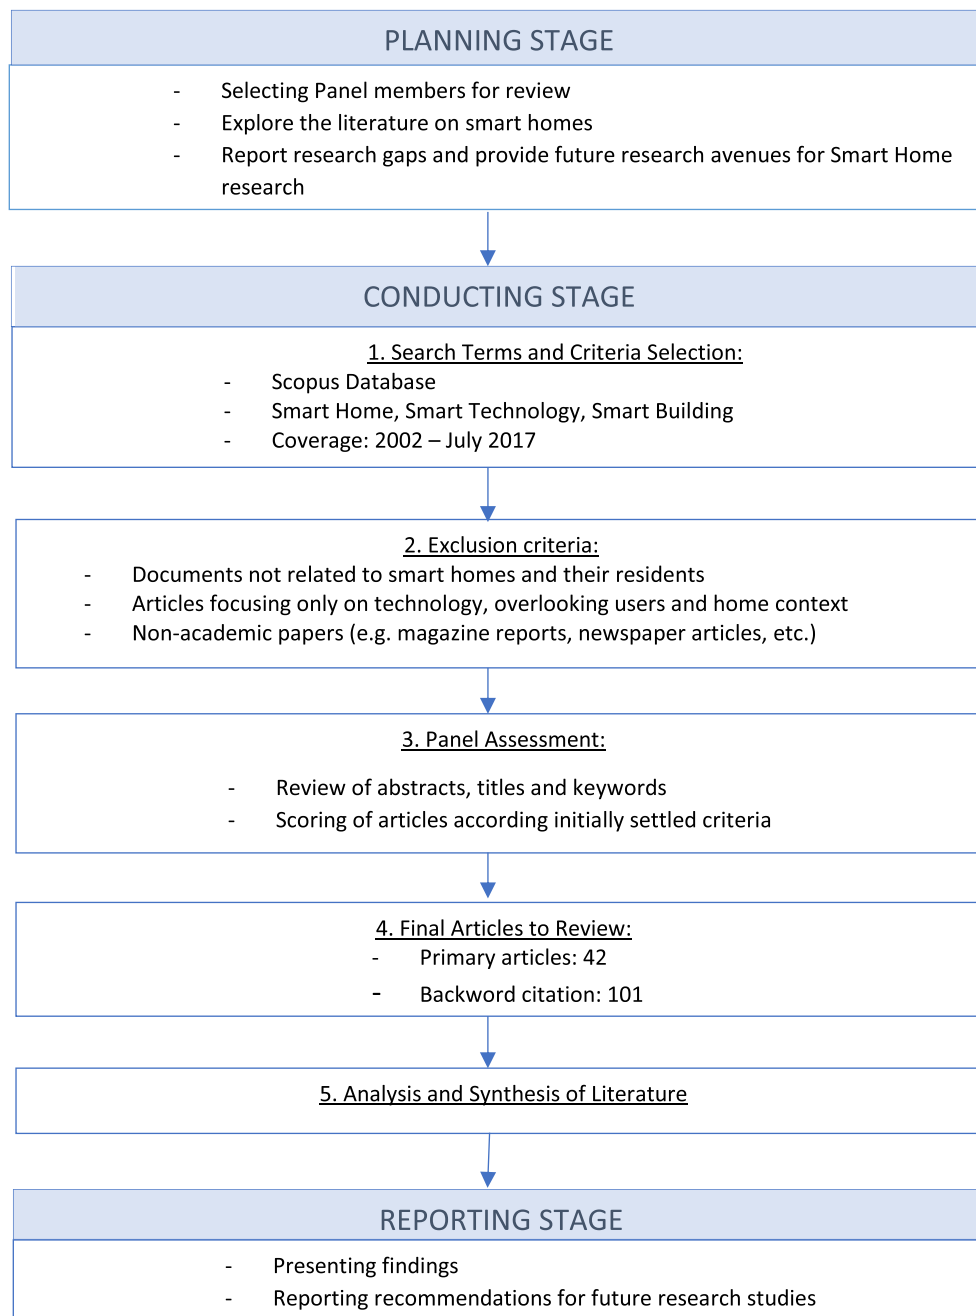 PLANNING STAGE
- Selecting Panel members for review
- Explore the literature on smart homes
- Report research gaps and provide future research avenues for Smart Home
research
CONDUCTING STAGE
1. Search Terms and Criteria Selection:
- Scopus Database
- Smart Home, Smart Technology, Smart Building
- Coverage: 2002 – July 2017
2. Exclusion criteria:
- Documents not related to smart homes and their residents
- Articles focusing only on technology, overlooking users and home context
- Non-academic papers (e.g. magazine reports, newspaper articles, etc.)
3. Panel Assessment:
- Review of abstracts, titles and keywords
- Scoring of articles according initially settled criteria
4. Final Articles to Review:
- Primary articles: 42
- Backword citation: 101
5. Analysis and Synthesis of Literature
REPORTING STAGE
- Presenting findings
- Reporting recommendations for future research studies